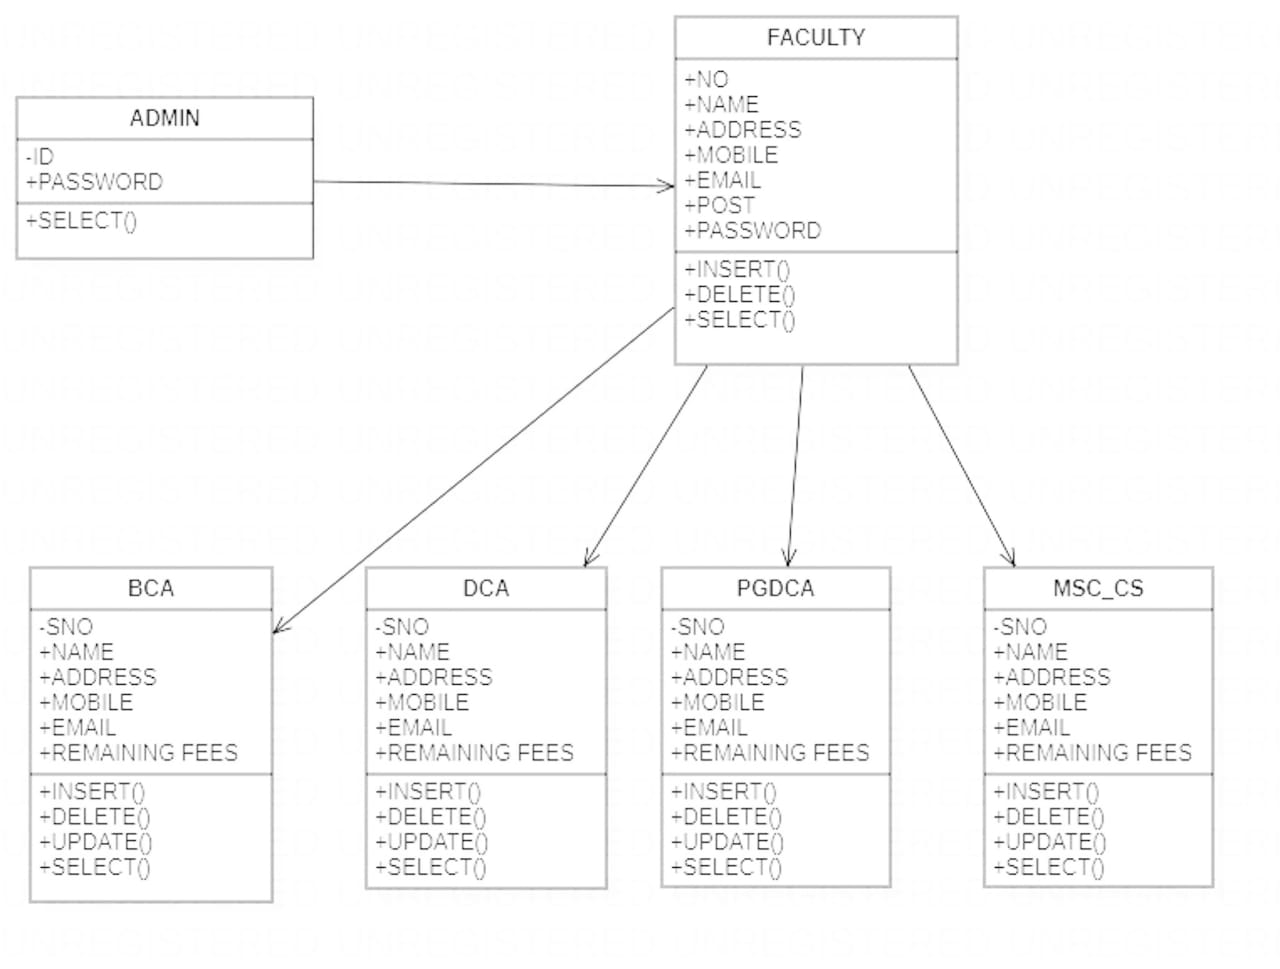 FACULTY
+NO
+NAME
+ADDRESS
+MOBILE
+EMAIL
+POST
+PASSWORD
+INSERT()
+DELETE()
+SELECT()
ADMIN
-ID
+PASSWORD
+SELECT()
BCA
-SNO
+NAME
+ADDRESS
+MOBILE
+EMAIL
+REMAINING FEES
+INSERT()
+DELETE()
+UPDATE()
+SELECT()
DCA
-SNO
+NAME
+ADDRESS
+MOBILE
+EMAIL
+REMAINING FEES
+INSERT()
+DELETE()
+UPDATE()
+SELECT()
PGDCA
-SNO
+NAME
+ADDRESS
+MOBILE
+EMAIL
+REMAINING FEES
+INSERT()
+DELETE()
+UPDATE()
+SELECT()
MSC_CS
-SNO
+NAME
+ADDRESS
+MOBILE
+EMAIL
+REMAINING FEES
+INSERT()
+DELETE()
+UPDATE()
+SELECT()